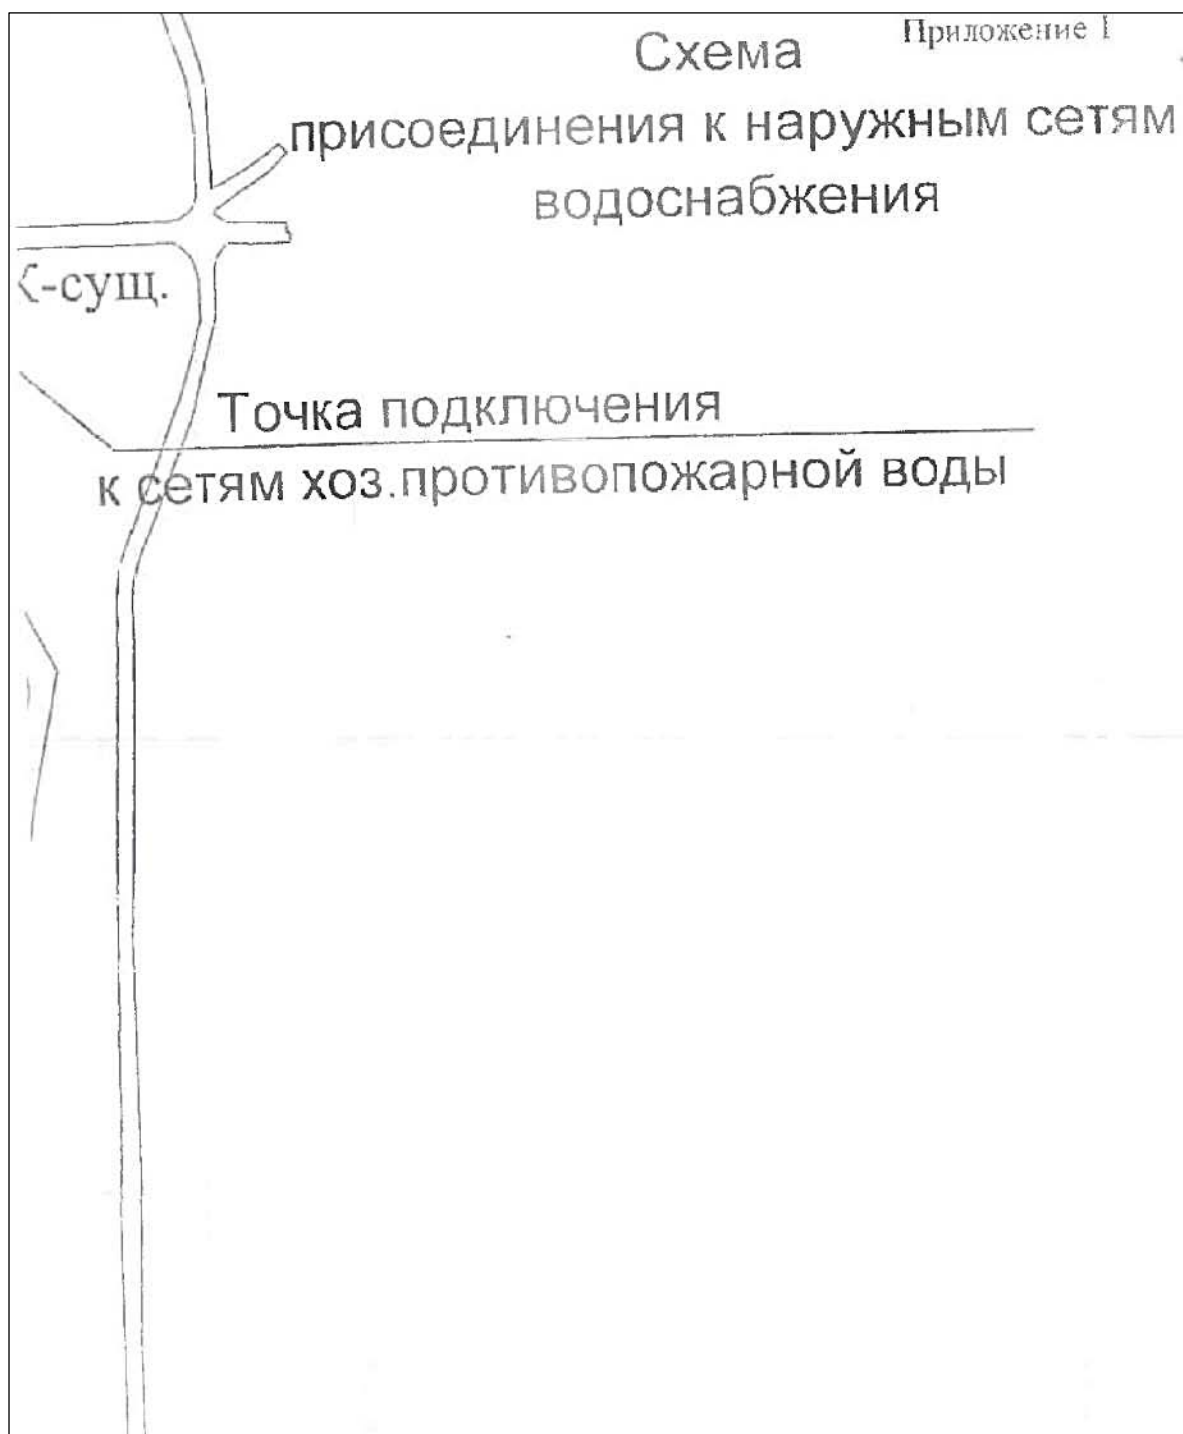 Приложение 1
Схема
присоединения к наружным сетям
водоснабжения
К-сущ.
Точка подключения
к сетям хоз.противопожарной воды